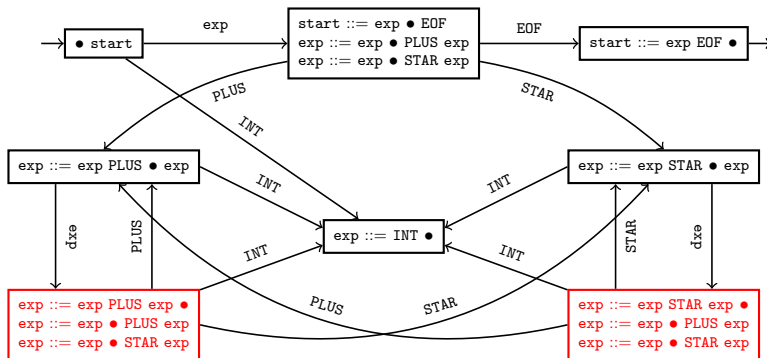 ● start
exp
start ::= exp ● EOF
exp ::= exp ● PLUS exp
exp ::= exp ● STAR exp
EOF
start ::= exp EOF ●
PLUS
INT
STAR
exp ::= exp PLUS ● exp
exp ::= exp STAR ● exp
INT
INT
exp ::= INT ●
exp
PLUS
STAR
exp
INT
INT
exp ::= exp PLUS exp ●
exp ::= exp ● PLUS exp
exp ::= exp ● STAR exp
PLUS
STAR
exp ::= exp STAR exp ●
exp ::= exp ● PLUS exp
exp ::= exp ● STAR exp